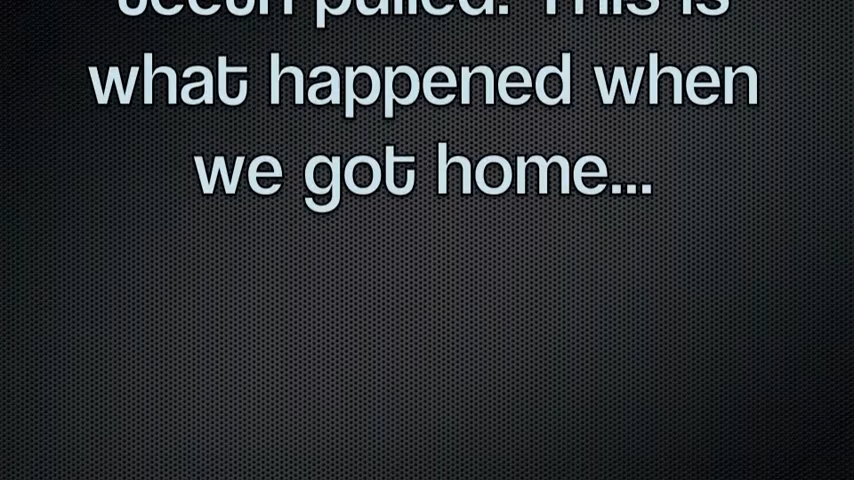 teeth pulled. This is
what happened when
we got home...